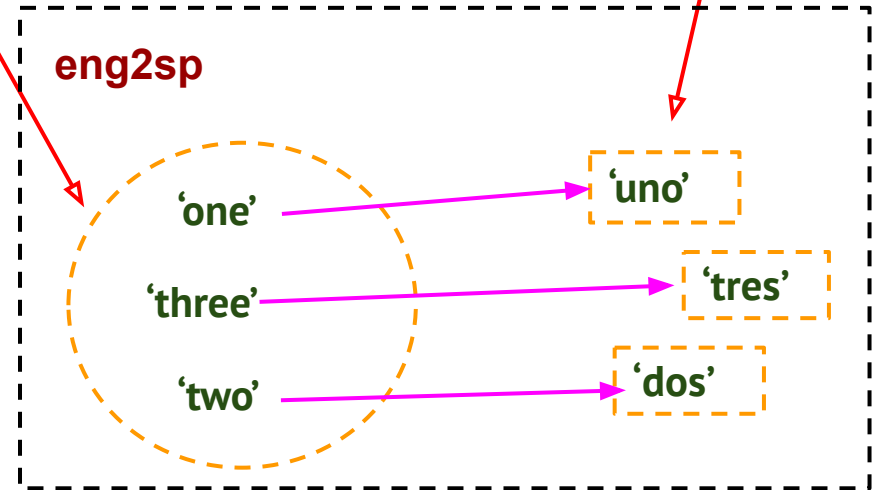 eng2sp
‘one’
‘uno’
‘three’
‘tres’
‘two’
‘dos’